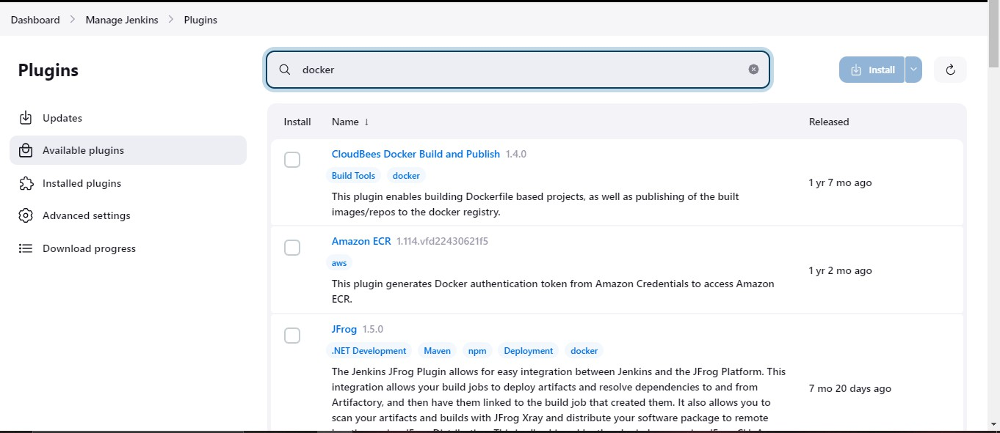 Dashboard > Manage Jenkins > Plugins
Plugins
docker
Install
Updates
Available plugins
Installed plugins
Advanced settings
Download progress
Install Name ↓ Released
CloudBees Docker Build and Publish 1.4.0
Build Tools docker
This plugin enables building Dockerfile based projects, as well as publishing of the built
images/repos to the docker registry.
1 yr 7 mo ago
Amazon ECR 1.114.vfd22430621f5
aws
This plugin generates Docker authentication token from Amazon Credentials to access Amazon
ECR.
1 yr 2 mo ago
JFrog 1.5.0
.NET Development Maven npm Deployment docker
The Jenkins JFrog Plugin allows for easy integration between Jenkins and the JFrog Platform. This
integration allows your build jobs to deploy artifacts and resolve dependencies to and from
Artifactory, and then have them linked to the build job that created them. It also allows you to
scan your artifacts and builds with JFrog Xray and distribute your software package to remote
7 mo 20 days ago